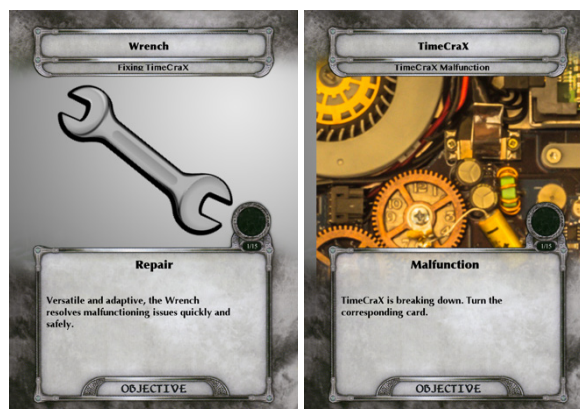 Wrench
Fixing TimeCraX
1/15
Repair
Versatile and adaptive, the Wrench
resolves malfunctioning issues quickly and
safely.
OBJECTIVE
TimeCraX
TimeCraX Malfunction
1/15
Malfunction
TimeCraX is breaking down. Turn the
corresponding card.
OBJECTIVE